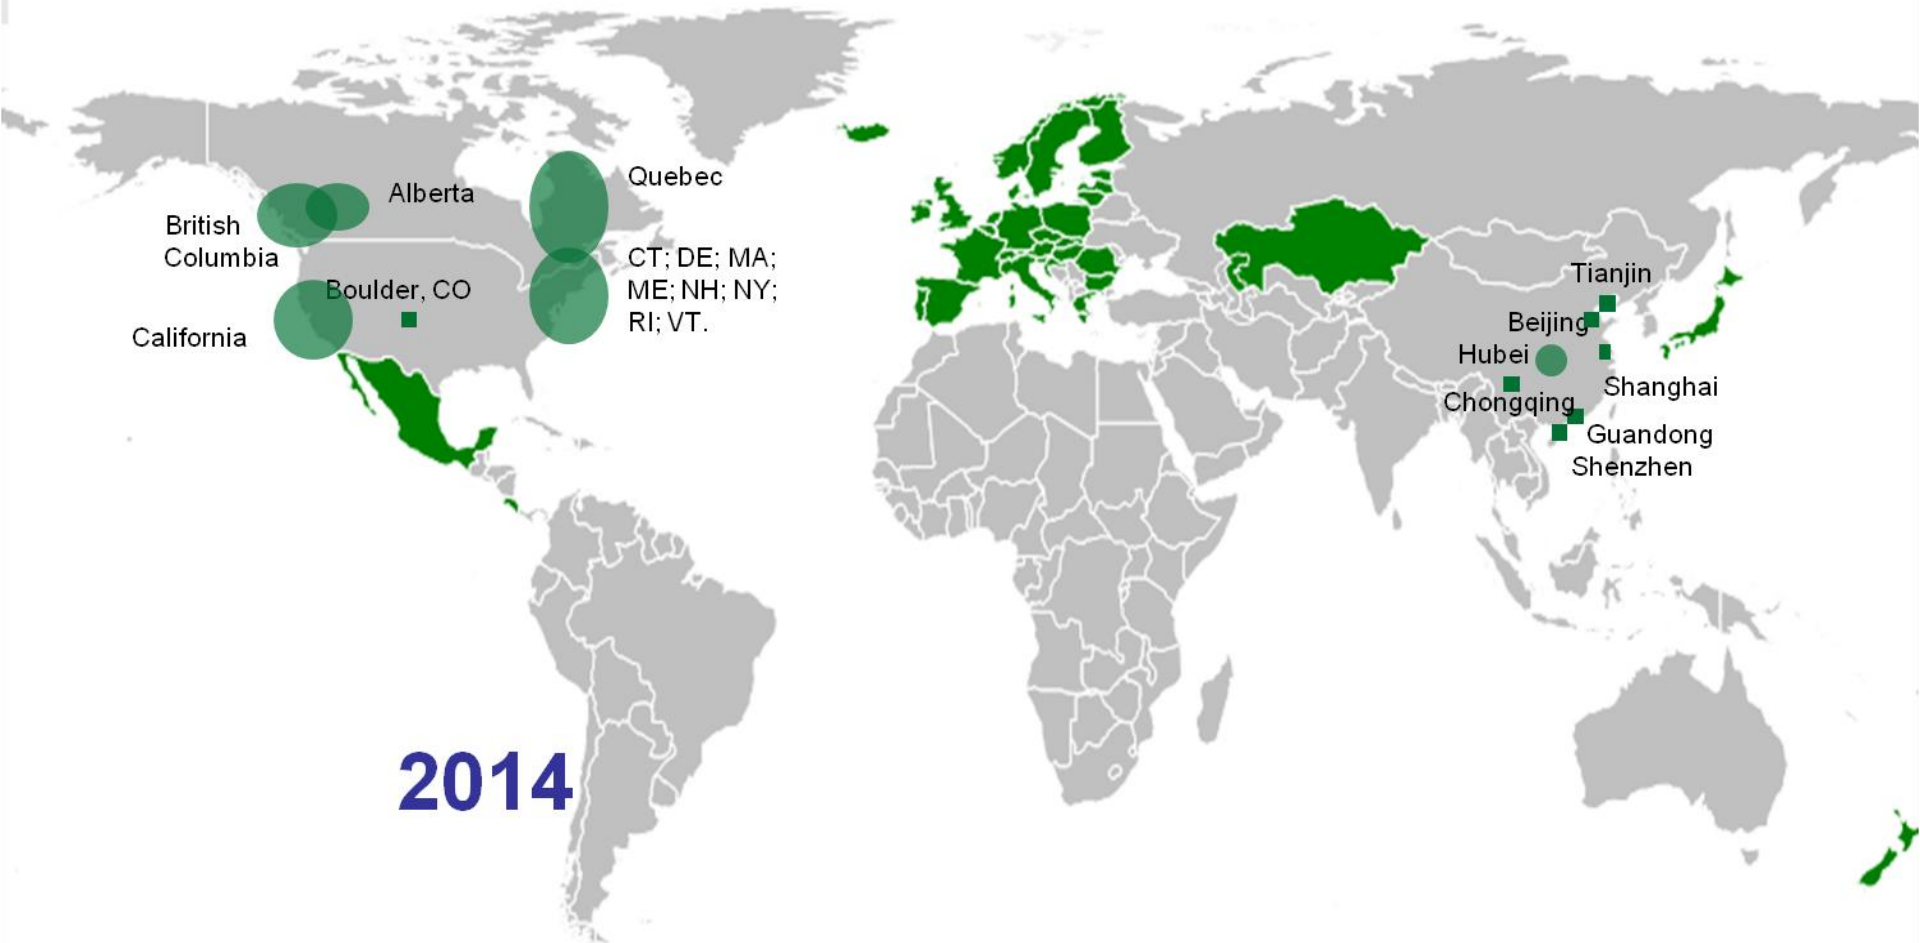 Quebec
Alberta
British
Columbia
CT; DE; MA;
ME; NH; NY;
RI; VT.
Boulder, CO
California
Tianjin
Beijing
Hubei
Shanghai
Chongqing
Guandong
Shenzhen
2014